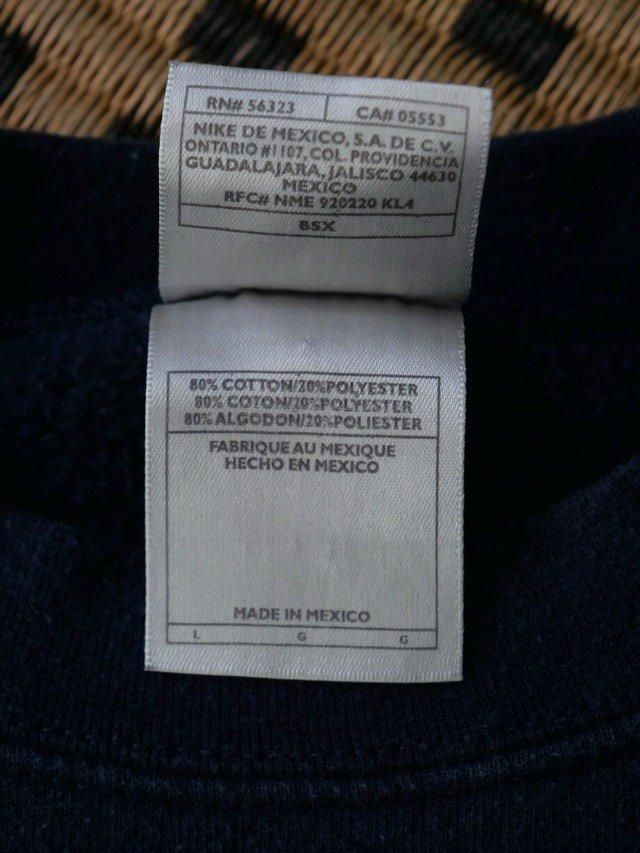 RN# 56323 CA# 05553
NIKE DE MEXICO, S.A. DE C.V.
ONTARIO #1107, COL. PROVIDENCIA
GUADALAJARA, JALISCO 44630
MEXICO
RFC# NME 920220 KL4
BSX
80% COTTON/20%POLYESTER
80% COTON/20%POLYESTER
80% ALGODON/20%POLIESTER
FABRIQUE AU MEXIQUE
HECHO EN MEXICO
MADE IN MEXICO
L G G